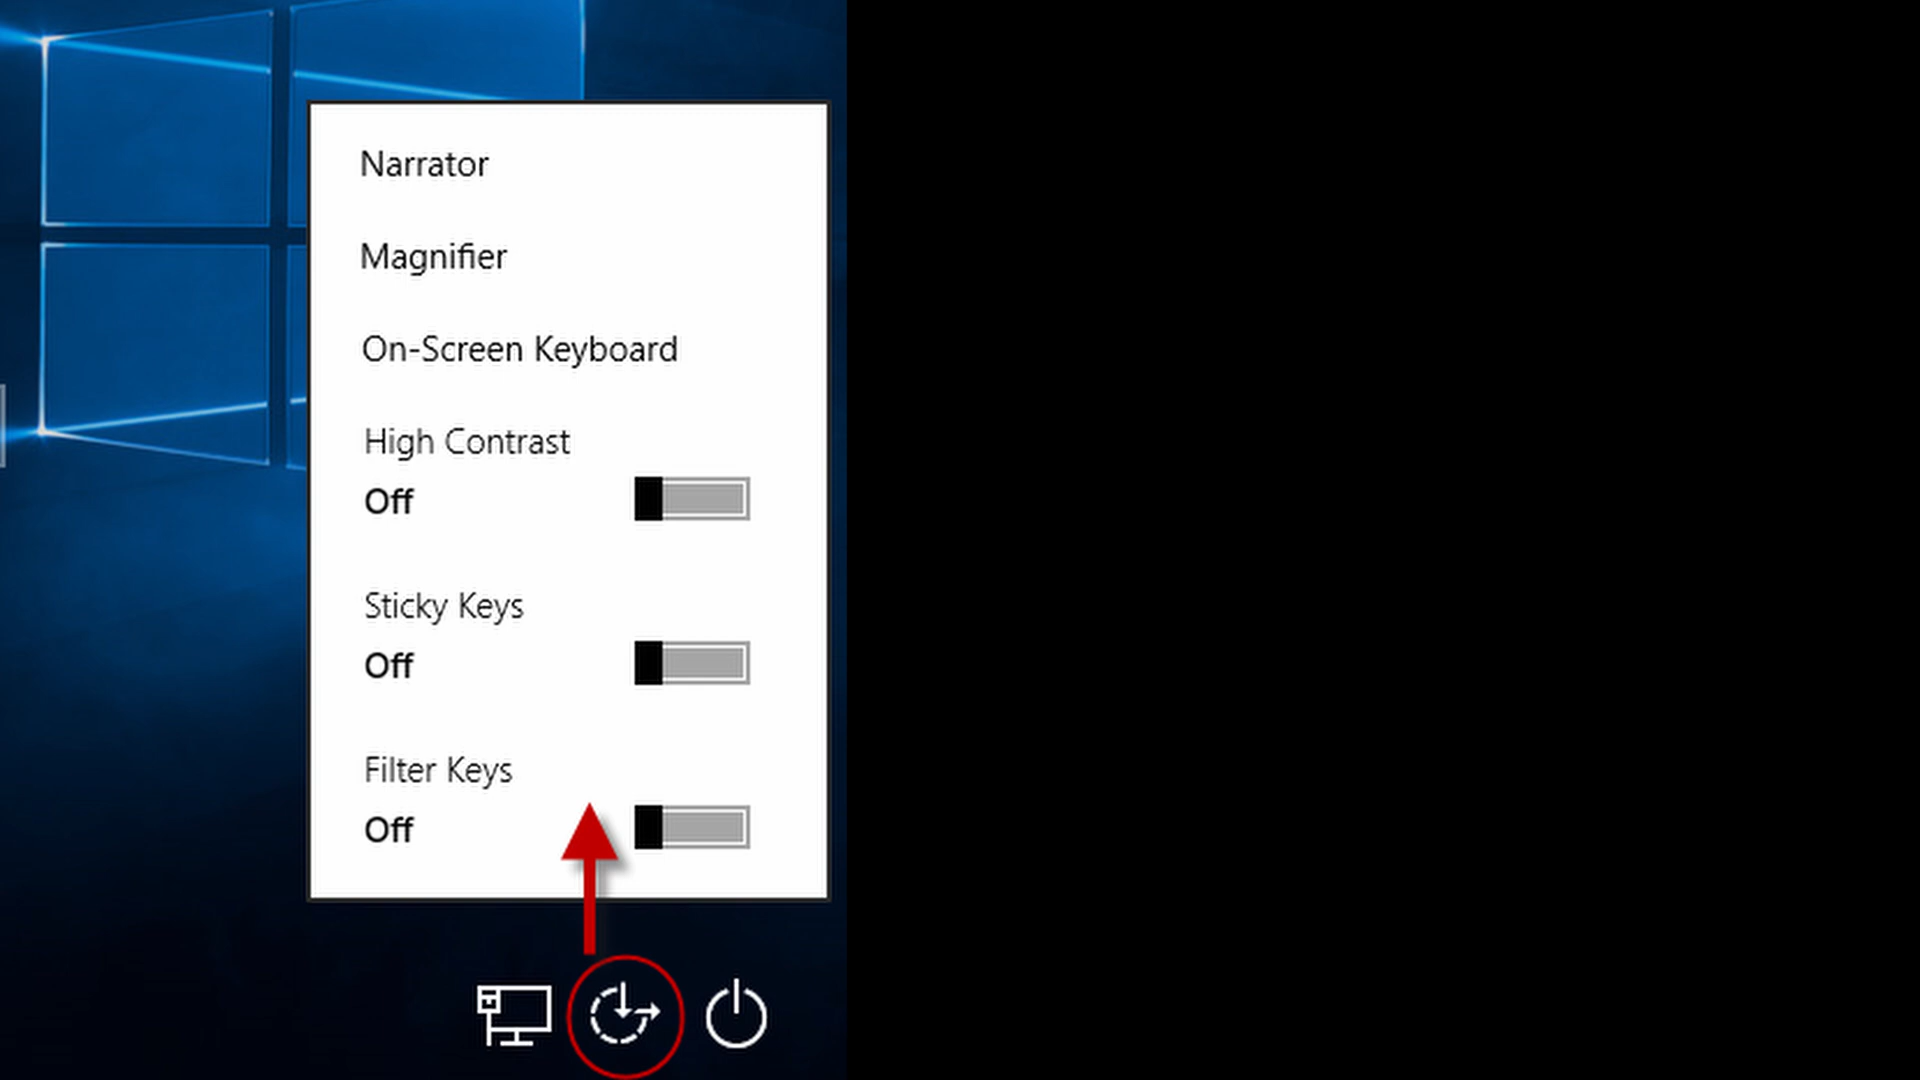 Narrator
Magnifier
On-Screen Keyboard
High Contrast
Off
Sticky Keys
Off
Filter Keys
Off